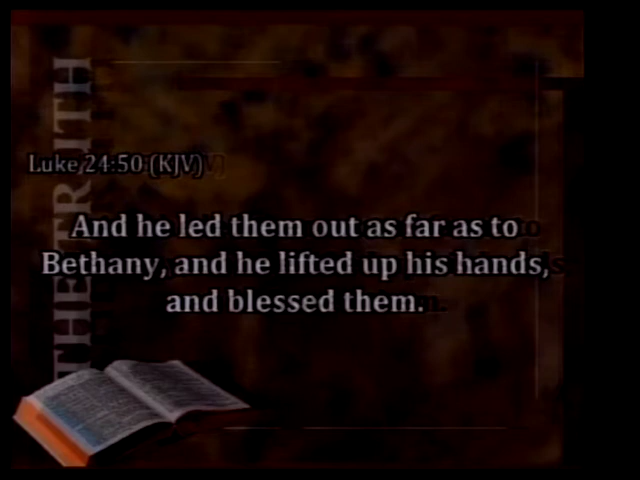 THE TRUTH
Luke 24:50 (KJV)
And he led them out as far as to
Bethany, and he lifted up his hands,
and blessed them.